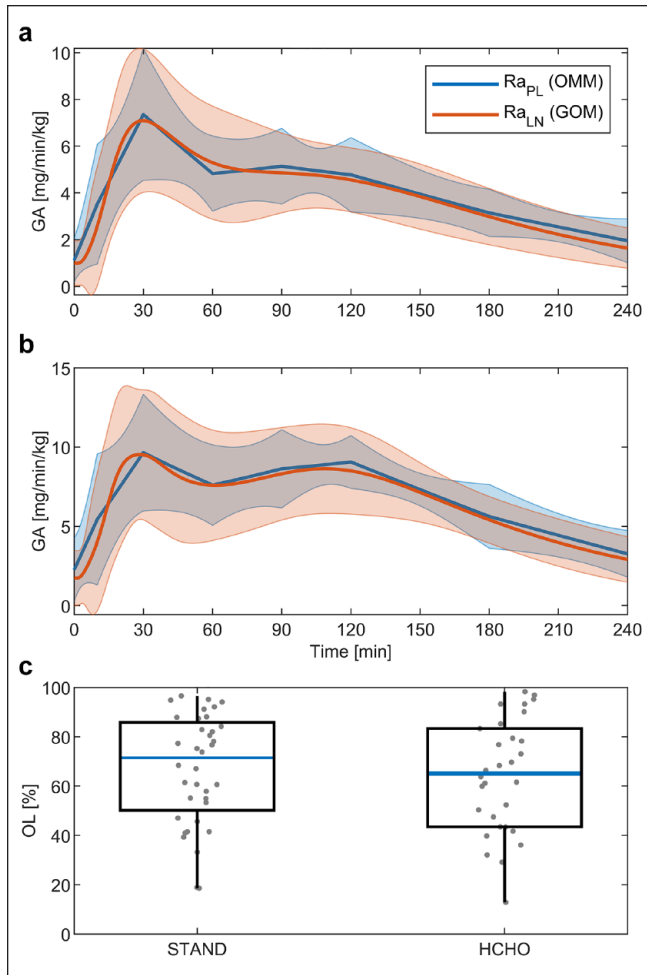 a
10
8
6
4
2
0
GA [mg/min/kg]
Ra_PL (OMM)
Ra_LN (GOM)
0 30 60 90 120 150 180 210 240
b
15
10
5
0
GA [mg/min/kg]
0 30 60 90 120 150 180 210 240
Time [min]
c
100
80
60
40
20
0
OL [%]
STAND HCHO